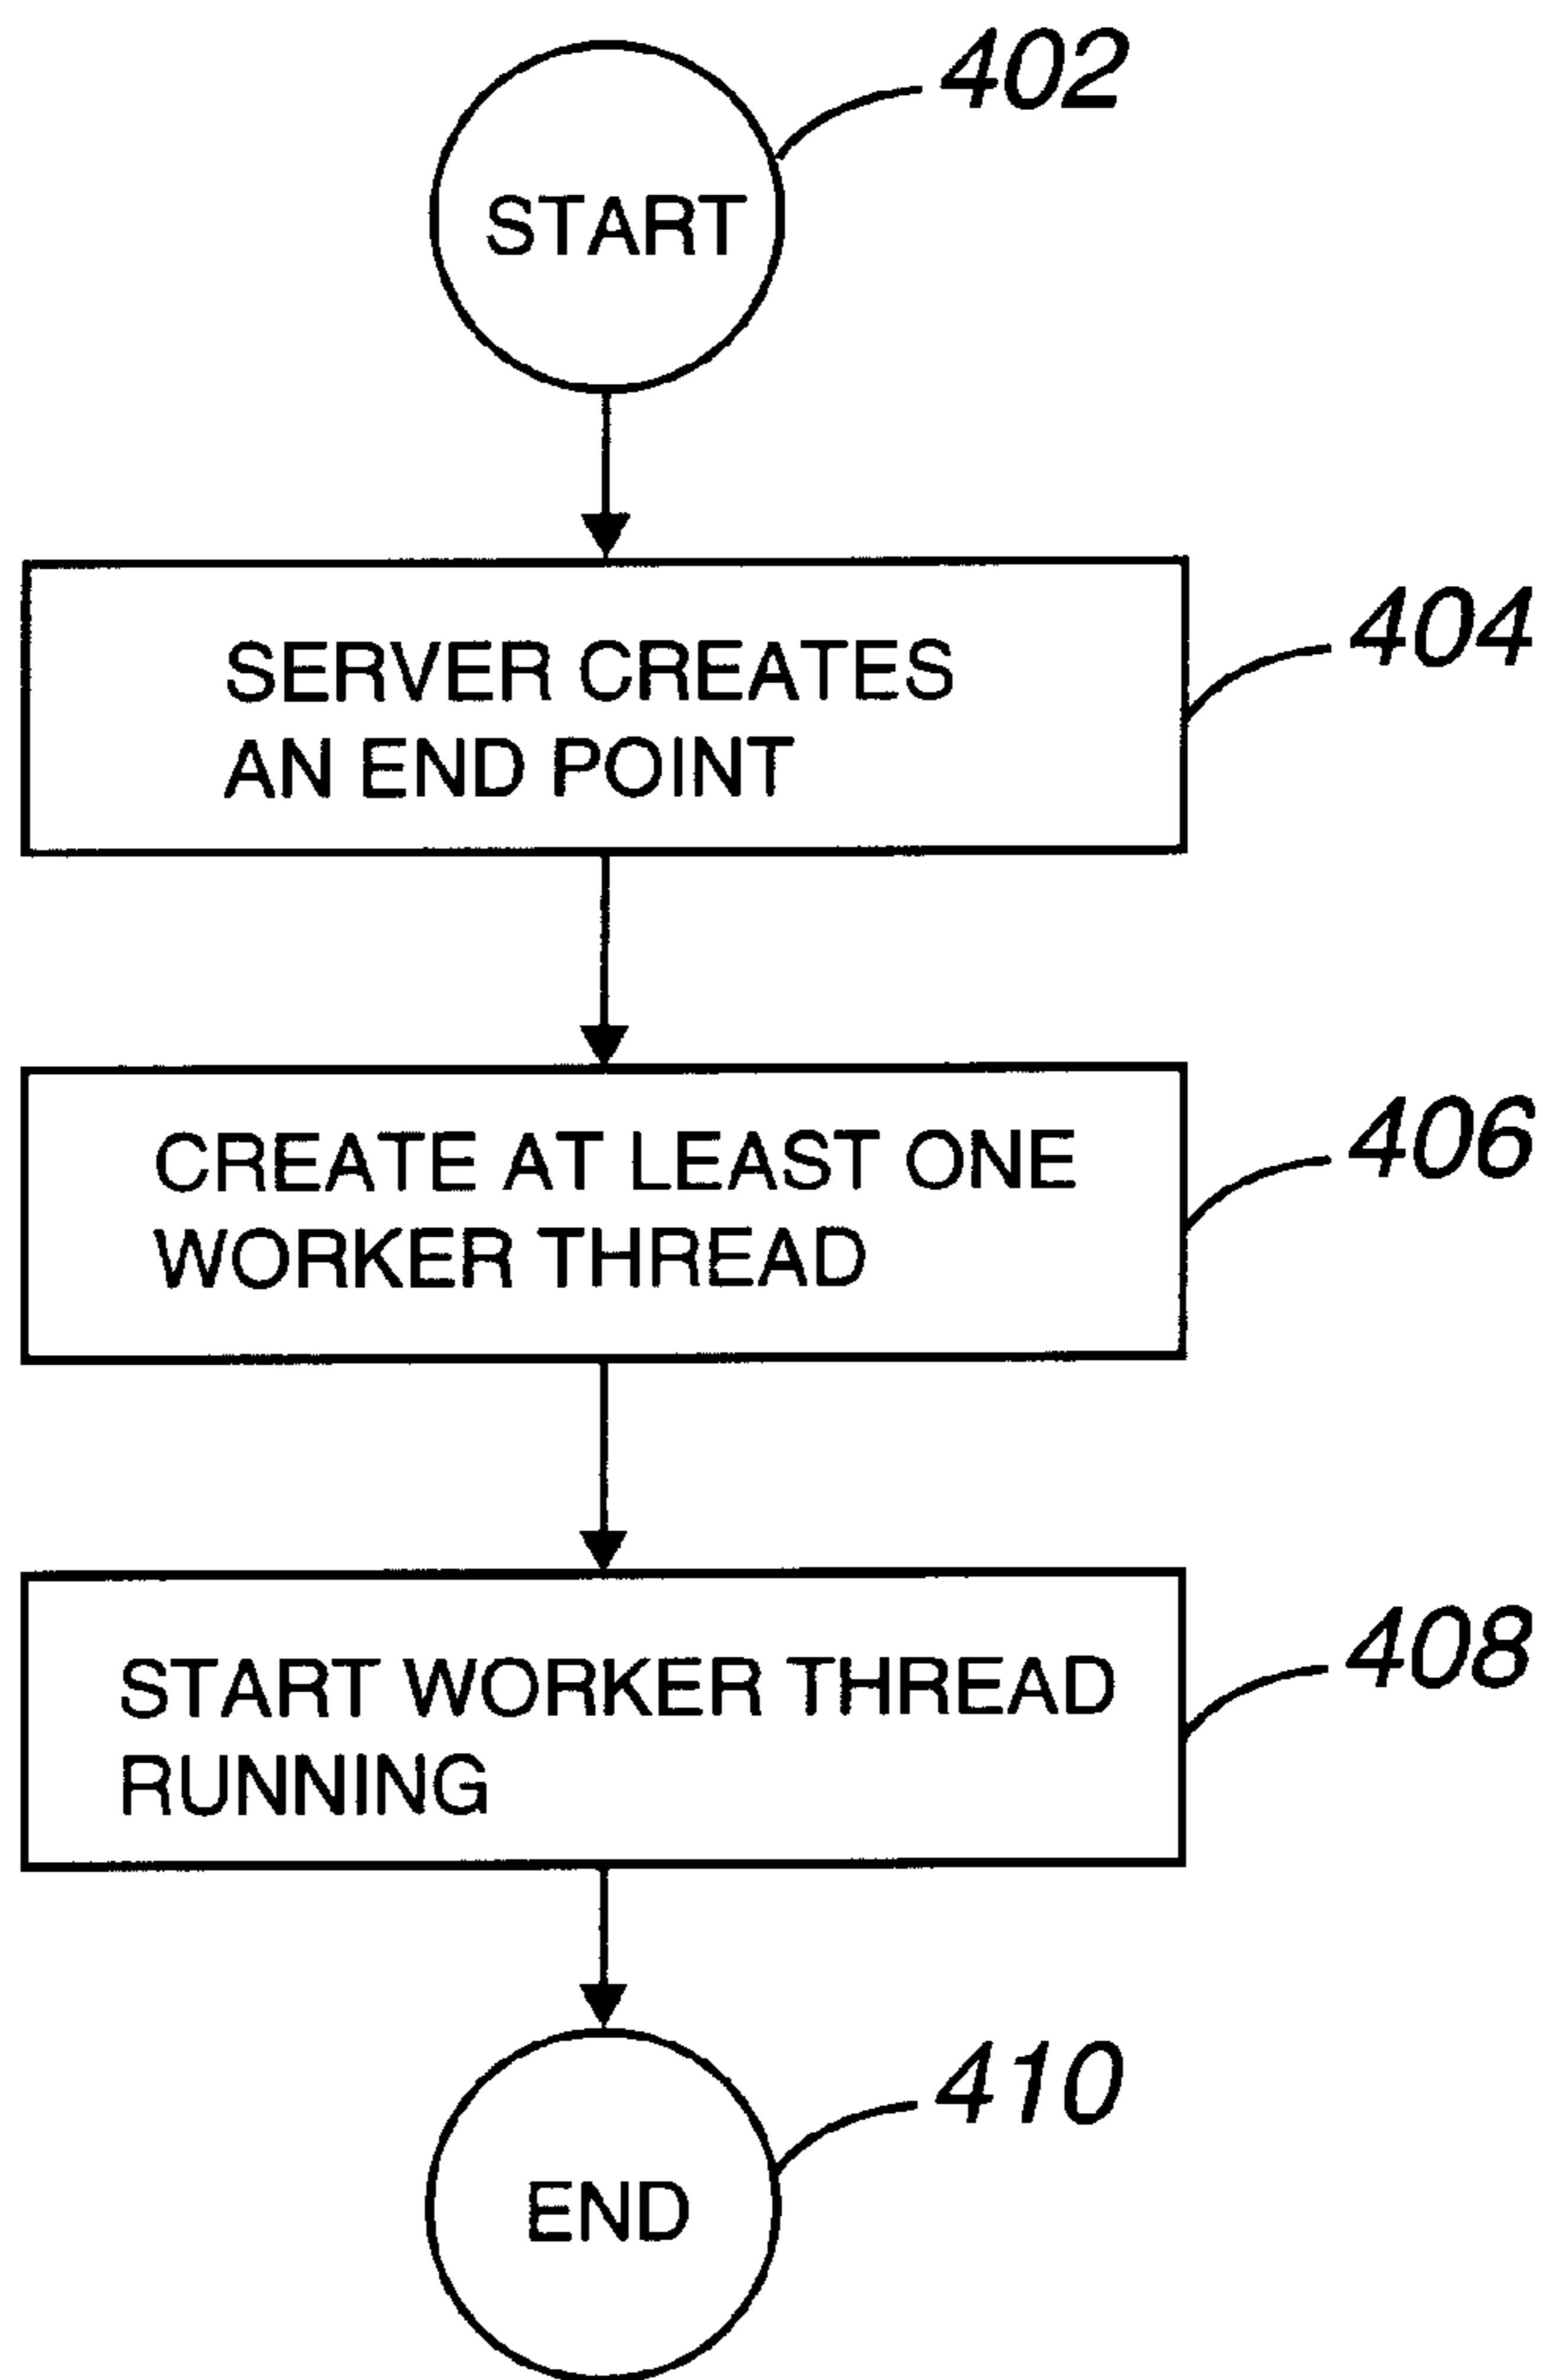 402
START
SERVER CREATES
AN END POINT
404
CREATE AT LEAST ONE
WORKER THREAD
406
START WORKER THREAD
RUNNING
408
410
END